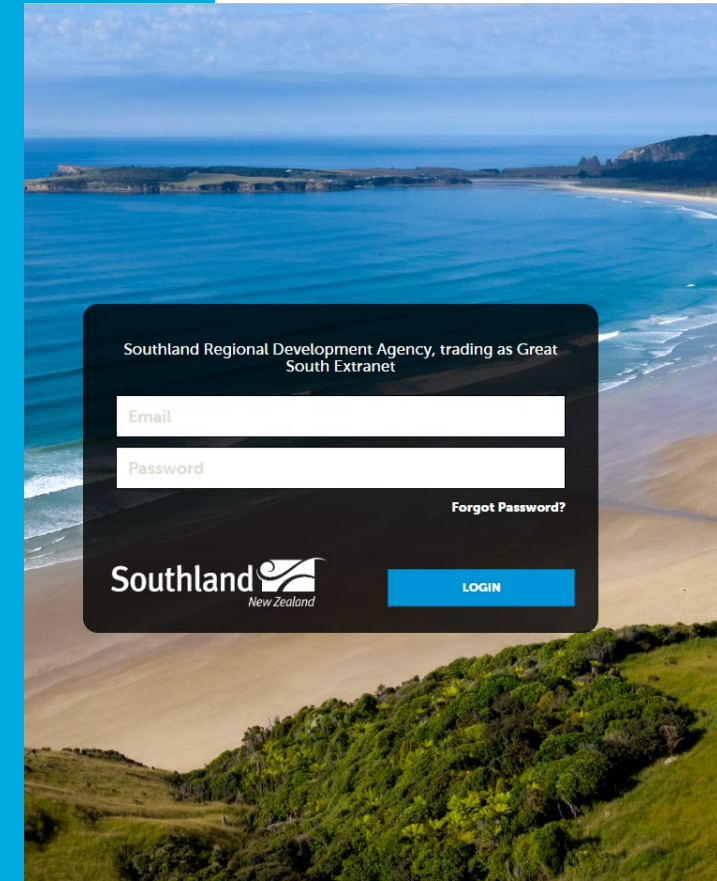 Southland Regional Development Agency, trading as Great
South Extranet
Email
Password
Forgot Password?
Southland
New Zealand
LOGIN